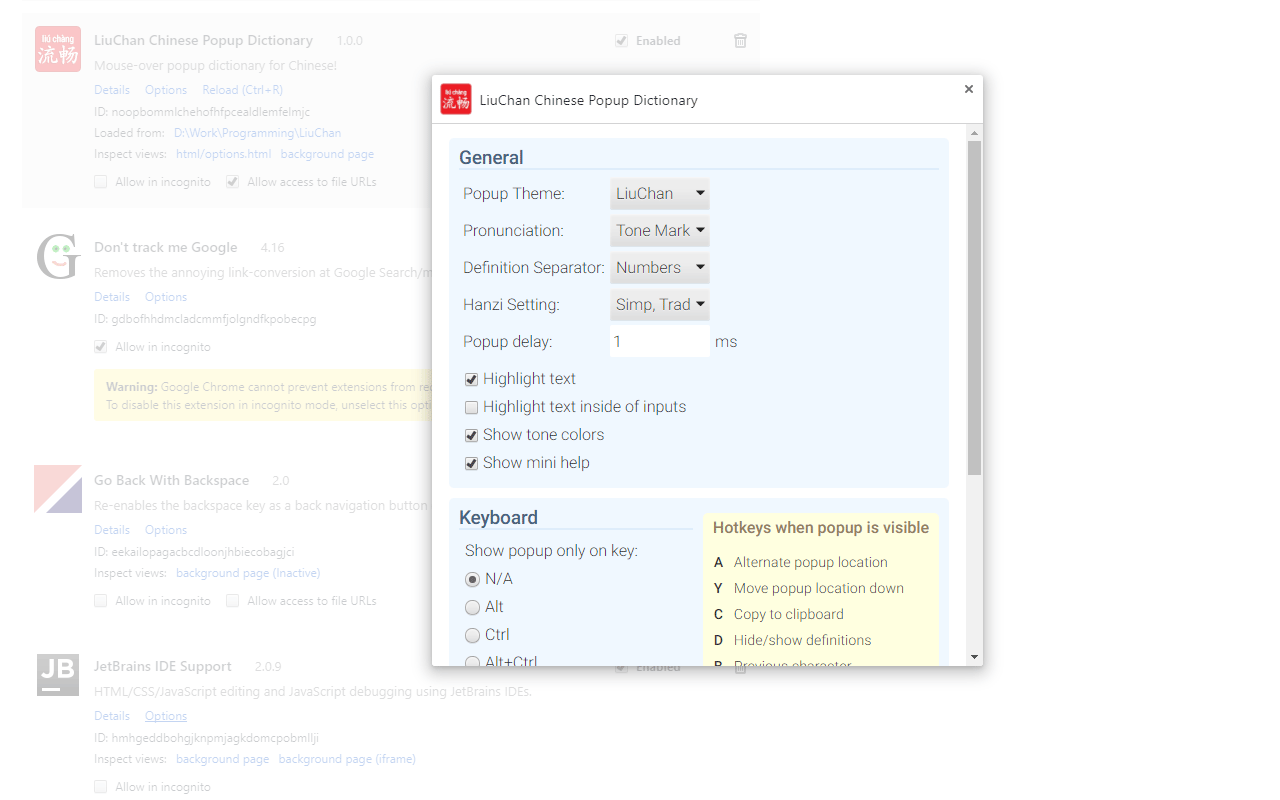 liú chàng
流畅
LiuChan Chinese Popup Dictionary 1.0.0
Enabled
Mouse-over popup dictionary for Chinese!
Details Options Reload (Ctrl+R)
ID: noopbommlchehofhfpcealdlemfelmjc
Loaded from: D:\Work\Programming\LiuChan
Inspect views: html/options.html background page
Allow in incognito Allow access to file URLs
G
Don't track me Google 4.16
Removes the annoying link-conversion at Google Search/m
Details Options
ID: gdbofhhdmcladcmmfjolgndfkpobecpg
Allow in incognito
Warning: Google Chrome cannot prevent extensions from
To disable this extension in incognito mode, unselect this
Go Back With Backspace 2.0
Re-enables the backspace key as a back navigation button
Details Options
ID: eekailopagacbcdloonjhbiecobagjci
Inspect views: background page (Inactive)
Allow in incognito Allow access to file URLs
JB
JetBrains IDE Support 2.0.9
Enabled
HTML/CSS/JavaScript editing and JavaScript debugging using JetBrains IDEs.
Details Options
ID: hmhgeddbohgjknpmjagkdomcpobmllji
Inspect views: background page background page (iframe)
Allow in incognito
liú chàng
流畅
LiuChan Chinese Popup Dictionary
General
Popup Theme: LiuChan
Pronunciation: Tone Mark
Definition Separator: Numbers
Hanzi Setting: Simp, Trad
Popup delay: 1 ms
Highlight text
Highlight text inside of inputs
Show tone colors
Show mini help
Keyboard
Show popup only on key:
N/A
Alt
Ctrl
Alt+Ctrl
Hotkeys when popup is visible
A Alternate popup location
Y Move popup location down
C Copy to clipboard
D Hide/show definitions
B Previous character